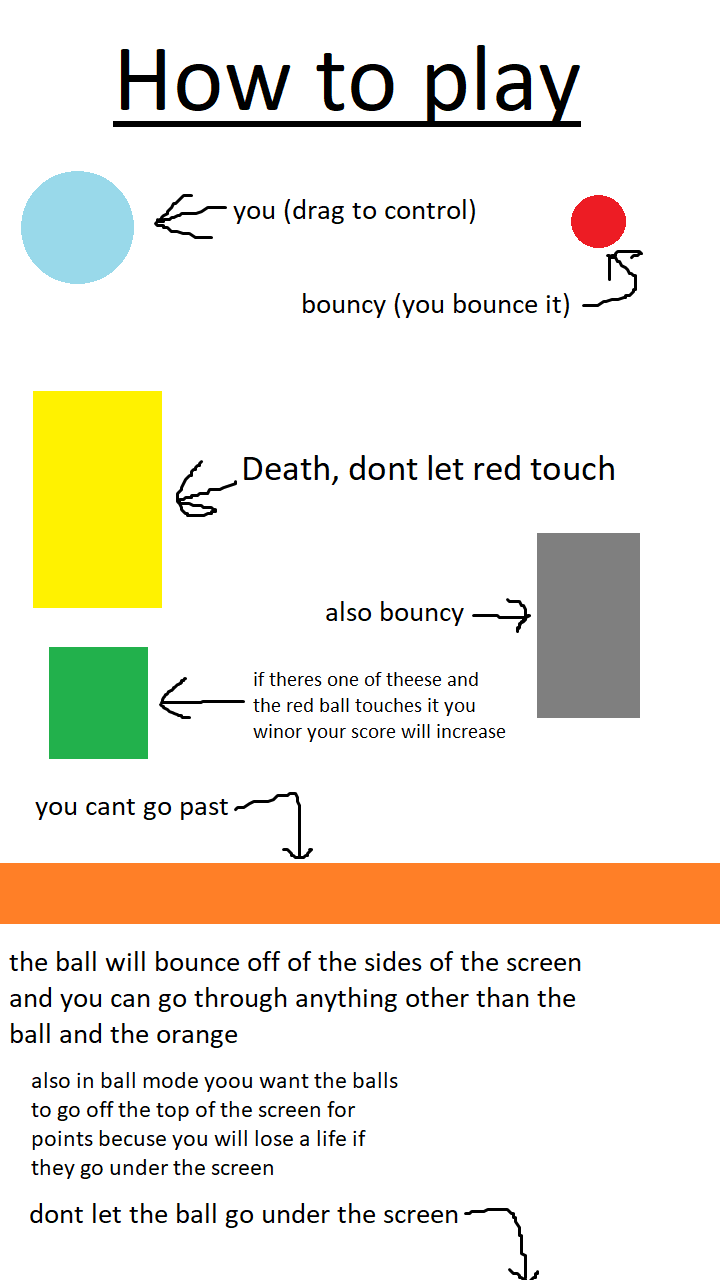 How to play
you (drag to control)
bouncy (you bounce it)
Death, dont let red touch
also bouncy
if theres one of theese and
the red ball touches it you
winor your score will increase
you cant go past
the ball will bounce off of the sides of the screen
and you can go through anything other than the
ball and the orange
also in ball mode yoou want the balls
to go off the top of the screen for
points becuse you will lose a life if
they go under the screen
dont let the ball go under the screen